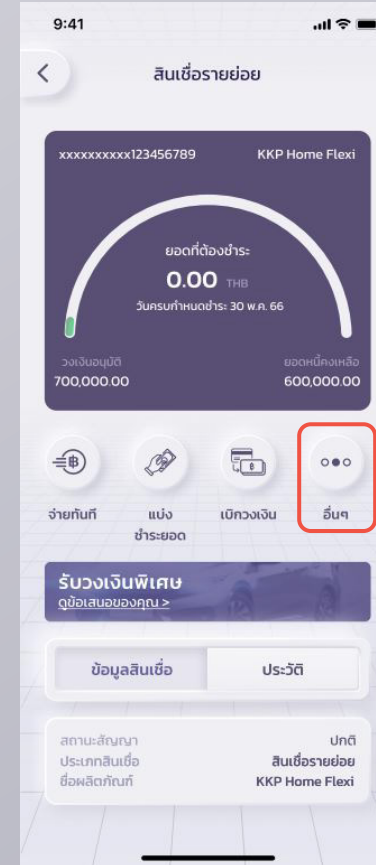 9:41
สินเชื่อรายย่อย
xxxxxxxxxx123456789 KKP Home Flexi
ยอดที่ต้องชำระ
0.00 THB
วันครบกำหนดชำระ 30 พ.ค. 66
วงเงินอนุมัติ ยอดหนี้คงเหลือ
700,000.00 600,000.00
จ่ายทันที แบ่ง เบิกวงเงิน อื่นๆ
ชำระยอด
รับวงเงินพิเศษ
ดูข้อเสนอของคุณ >
ข้อมูลสินเชื่อ ประวัติ
สถานะสัญญา ปกติ
ประเภทสินเชื่อ สินเชื่อรายย่อย
ชื่อผลิตภัณฑ์ KKP Home Flexi